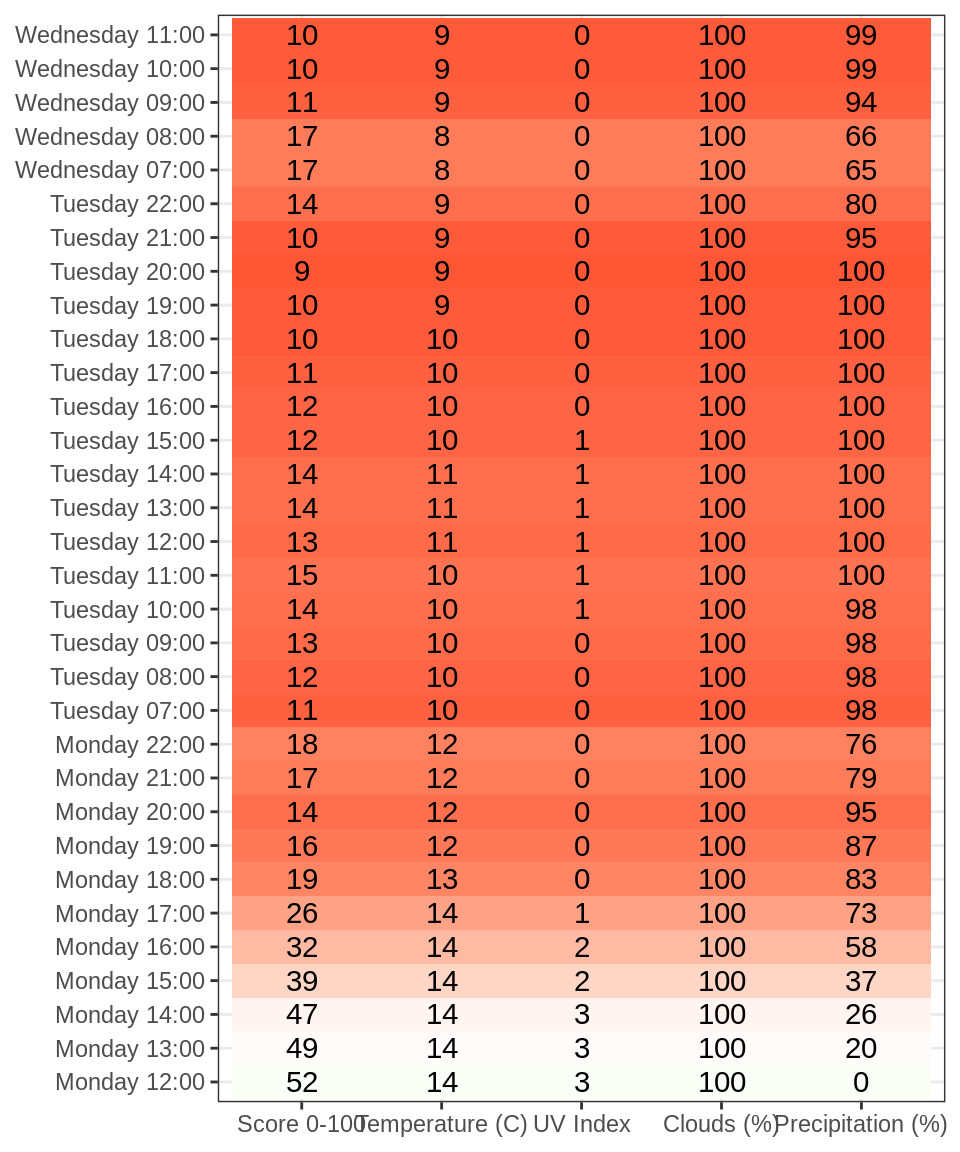 Wednesday 11:00 10 9 0 100 99
Wednesday 10:00 10 9 0 100 99
Wednesday 09:00 11 9 0 100 94
Wednesday 08:00 17 8 0 100 66
Wednesday 07:00 17 8 0 100 65
Tuesday 22:00 14 9 0 100 80
Tuesday 21:00 10 9 0 100 95
Tuesday 20:00 9 9 0 100 100
Tuesday 19:00 10 9 0 100 100
Tuesday 18:00 10 10 0 100 100
Tuesday 17:00 11 10 0 100 100
Tuesday 16:00 12 10 0 100 100
Tuesday 15:00 12 10 1 100 100
Tuesday 14:00 14 11 1 100 100
Tuesday 13:00 14 11 1 100 100
Tuesday 12:00 13 11 1 100 100
Tuesday 11:00 15 10 1 100 100
Tuesday 10:00 14 10 1 100 98
Tuesday 09:00 13 10 0 100 98
Tuesday 08:00 12 10 0 100 98
Tuesday 07:00 11 10 0 100 98
Monday 22:00 18 12 0 100 76
Monday 21:00 17 12 0 100 79
Monday 20:00 14 12 0 100 95
Monday 19:00 16 12 0 100 87
Monday 18:00 19 13 0 100 83
Monday 17:00 26 14 1 100 73
Monday 16:00 32 14 2 100 58
Monday 15:00 39 14 2 100 37
Monday 14:00 47 14 3 100 26
Monday 13:00 49 14 3 100 20
Monday 12:00 52 14 3 100 0
Score 0-100 Temperature (C) UV Index Clouds (%) Precipitation (%)